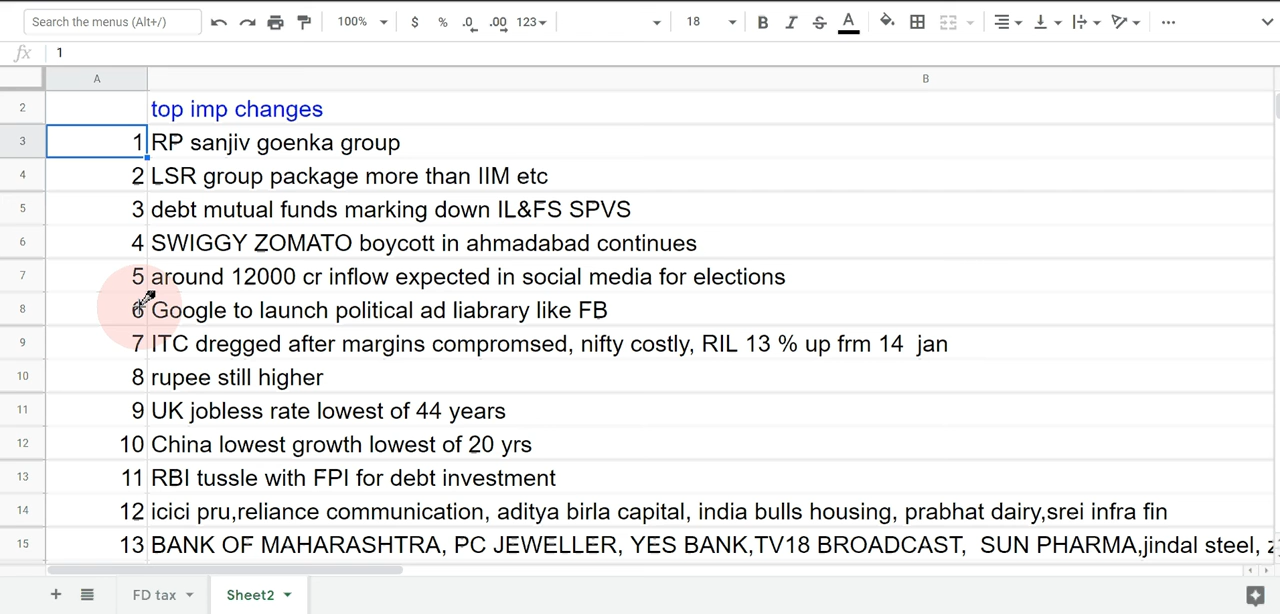 Search the menus (Alt+/) 100% $ % .0 .00 123 18 B I S A
fx 1
A B
2 top imp changes
3 1 RP sanjiv goenka group
4 2 LSR group package more than IIM etc
5 3 debt mutual funds marking down IL&FS SPVS
6 4 SWIGGY ZOMATO boycott in ahmadabad continues
7 5 around 12000 cr inflow expected in social media for elections
8 6 Google to launch political ad liabrary like FB
9 7 ITC dregged after margins compromsed, nifty costly, RIL 13 % up frm 14 jan
10 8 rupee still higher
11 9 UK jobless rate lowest of 44 years
12 10 China lowest growth lowest of 20 yrs
13 11 RBI tussle with FPI for debt investment
14 12 icici pru,reliance communication, aditya birla capital, india bulls housing, prabhat dairy,srei infra fin
15 13 BANK OF MAHARASHTRA, PC JEWELLER, YES BANK,TV18 BROADCAST, SUN PHARMA,jindal steel,
FD tax Sheet2